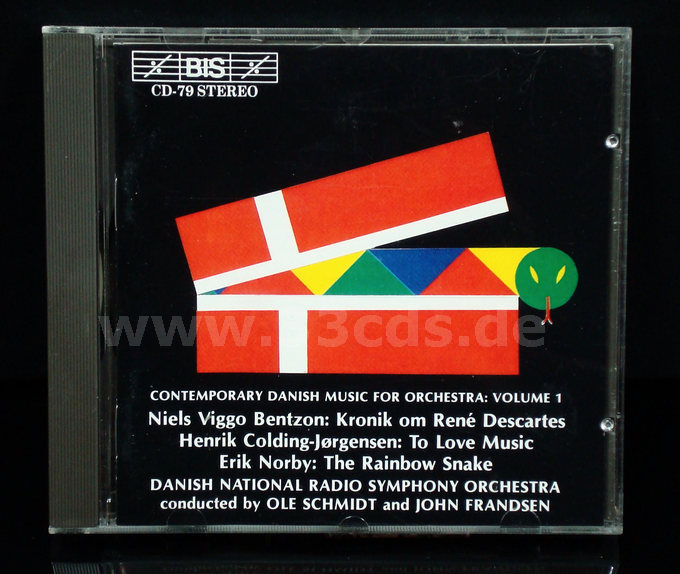 BIS
CD-79 STEREO
www.93cds.de
CONTEMPORARY DANISH MUSIC FOR ORCHESTRA: VOLUME 1
Niels Viggo Bentzon: Kronik om René Descartes
Henrik Colding-Jørgensen: To Love Music
Erik Norby: The Rainbow Snake
DANISH NATIONAL RADIO SYMPHONY ORCHESTRA
conducted by OLE SCHMIDT and JOHN FRANDSEN